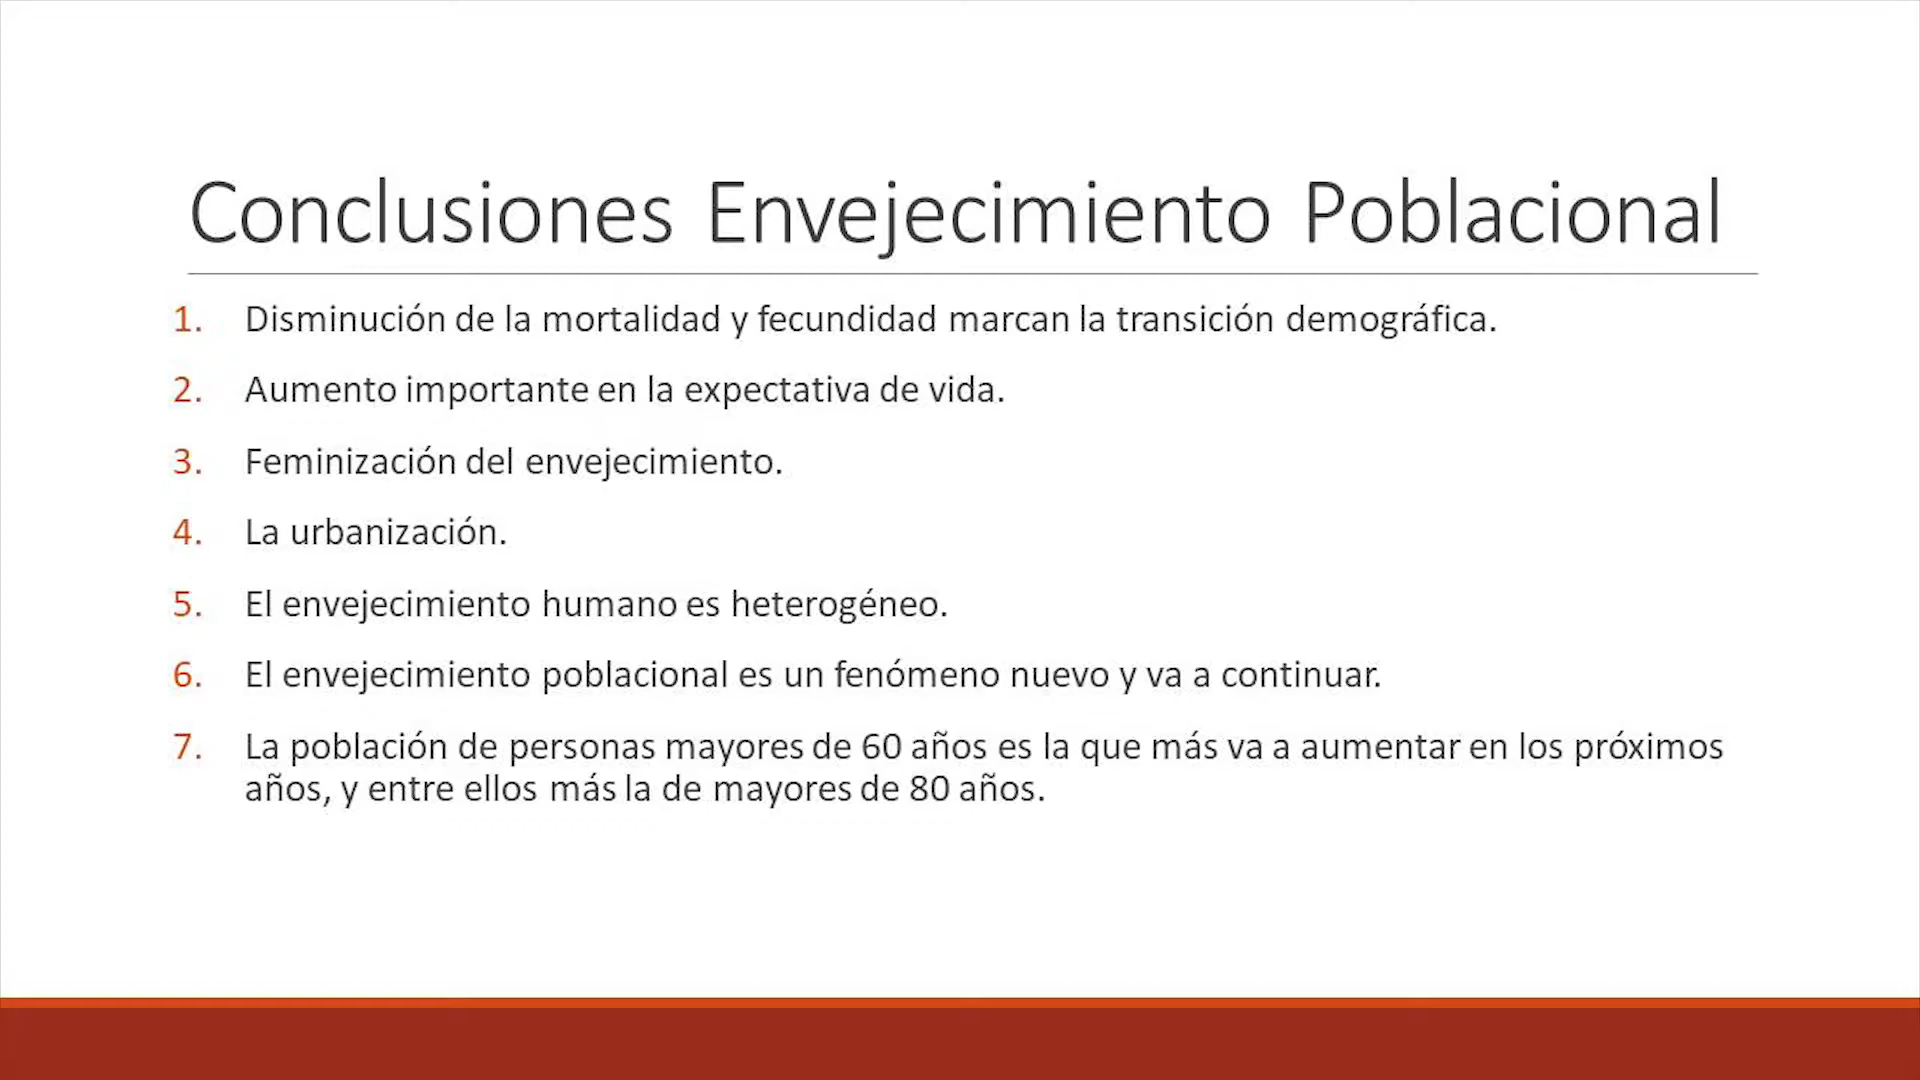 Conclusiones Envejecimiento Poblacional
1. Disminución de la mortalidad y fecundidad marcan la transición demográfica.
2. Aumento importante en la expectativa de vida.
3. Feminización del envejecimiento.
4. La urbanización.
5. El envejecimiento humano es heterogéneo.
6. El envejecimiento poblacional es un fenómeno nuevo y va a continuar.
7. La población de personas mayores de 60 años es la que más va a aumentar en los próximos
años, y entre ellos más la de mayores de 80 años.